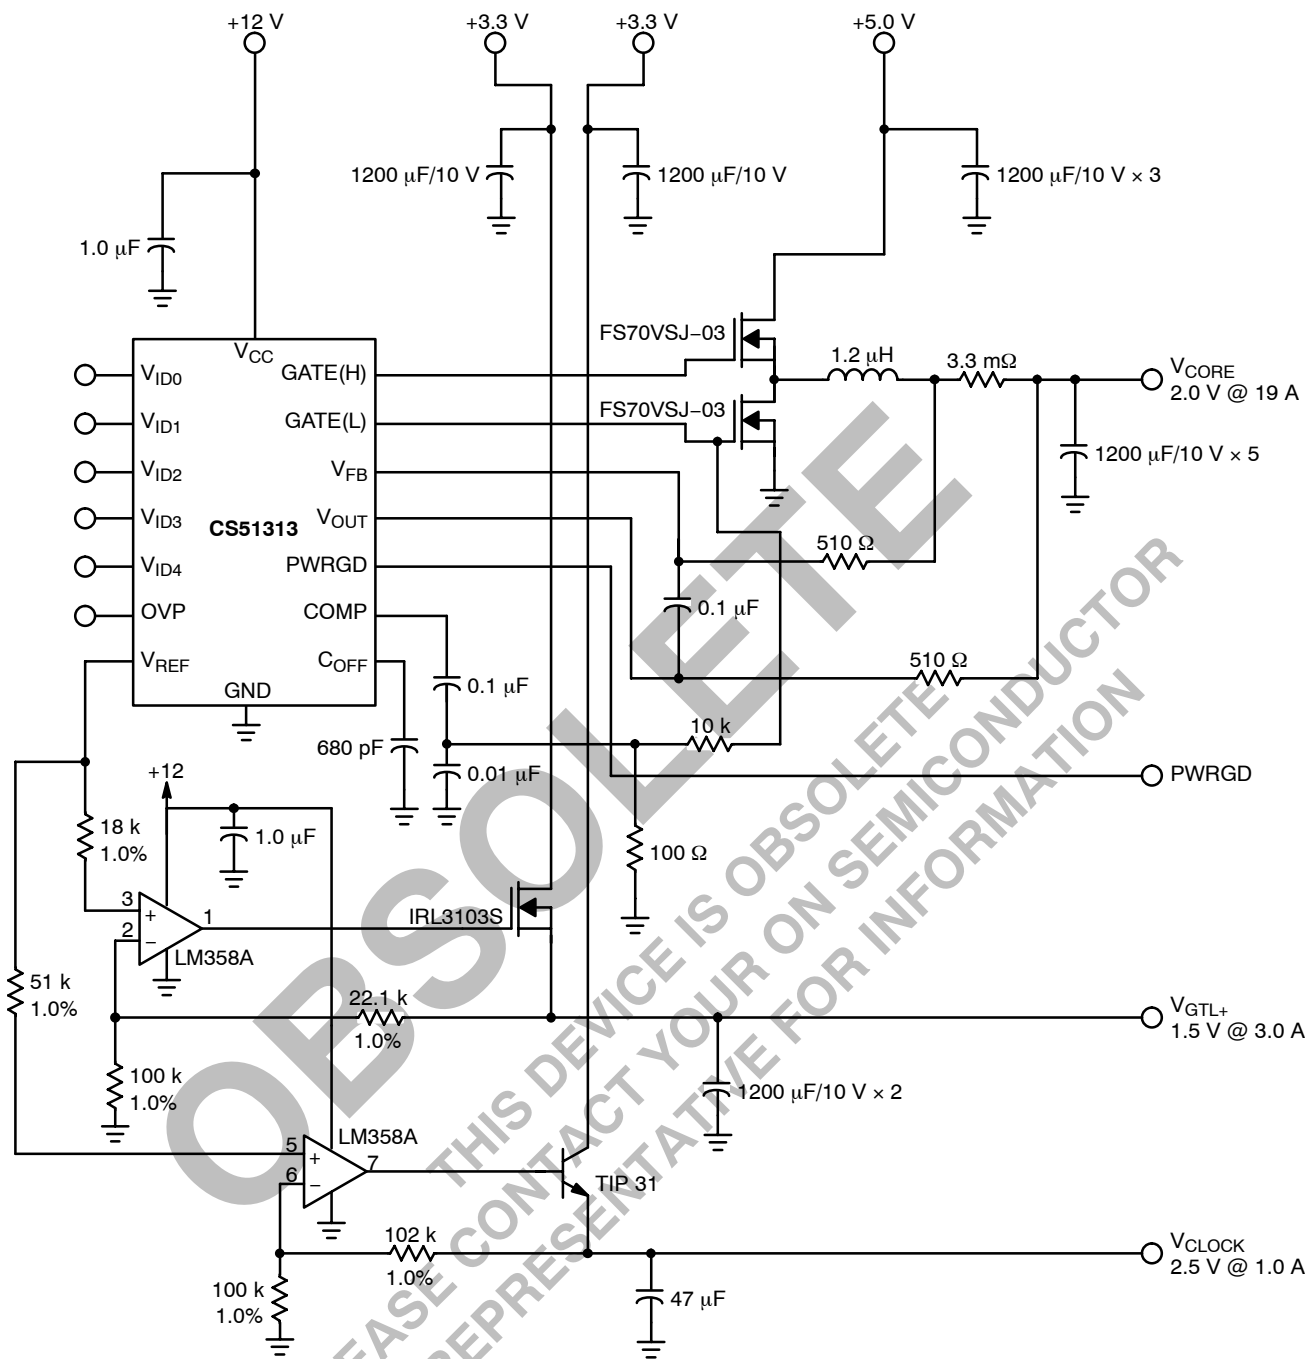 +12 V
+3.3 V
+3.3 V
+5.0 V
1200 μF/10 V
1200 μF/10 V
1200 μF/10 V × 3
1.0 μF
FS70VSJ−03
FS70VSJ−03
1.2 μH
3.3 mΩ
V_CORE
2.0 V @ 19 A
1200 μF/10 V × 5
V_CC
V_ID0
V_ID1
V_ID2
V_ID3
V_ID4
OVP
V_REF
CS51313
GND
GATE(H)
GATE(L)
V_FB
V_OUT
PWRGD
COMP
C_OFF
510 Ω
0.1 μF
510 Ω
0.1 μF
680 pF
0.01 μF
10 k
PWRGD
100 Ω
+12
1.0 μF
18 k
1.0%
3
+
2
−
1
LM358A
IRL3103S
51 k
1.0%
22.1 k
1.0%
V_GTL+
1.5 V @ 3.0 A
100 k
1.0%
1200 μF/10 V × 2
LM358A
5
+
6
−
7
TIP 31
102 k
1.0%
V_CLOCK
2.5 V @ 1.0 A
100 k
1.0%
47 μF
OBSOLETE
THIS DEVICE IS OBSOLETE
EASE CONTACT YOUR ON SEMICONDUCTOR
REPRESENTATIVE FOR INFORMATION